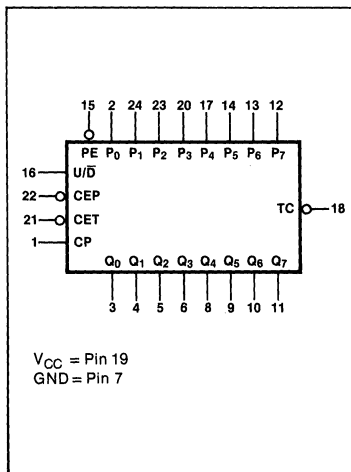 15 2 24 23 20 17 14 13 12
PE P0 P1 P2 P3 P4 P5 P6 P7
16 U/D̅
22 CEP
TC 18
21 CET
1 CP
Q0 Q1 Q2 Q3 Q4 Q5 Q6 Q7
3 4 5 6 8 9 10 11
VCC = Pin 19
GND = Pin 7